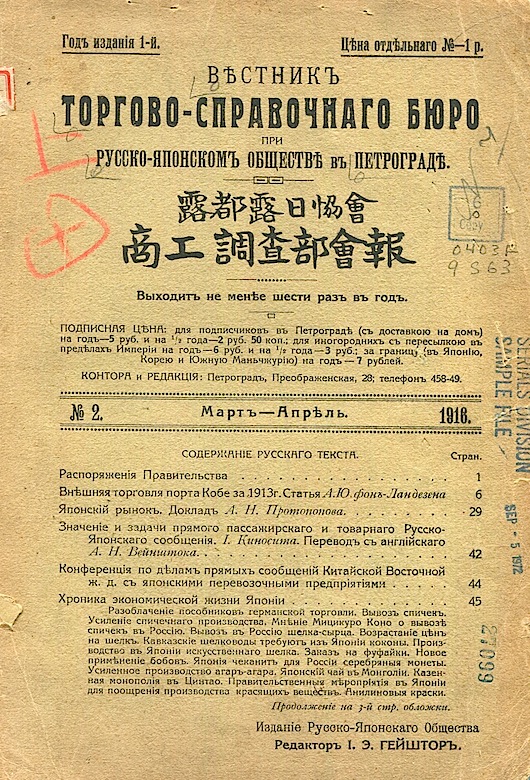 Годъ изданія 1-й.
Цѣна отдѣльнаго №—1 р.
ВѢСТНИКЪ
ТОРГОВО-СПРАВОЧНАГО БЮРО
ПРИ
РУССКО-ЯПОНСКОМЪ ОБЩЕСТВѢ въ ПЕТРОГРАДѢ.
露都露日協會
商工調查部會報
Выходитъ не менѣе шести разъ въ годъ.
ПОДПИСНАЯ ЦѢНА: для подписчиковъ въ Петроградѣ (съ доставкою на домъ)
на годъ—5 руб. и на ½ года—2 руб. 50 коп.; для иногородних съ пересылкою въ
предѣлахъ Имперіи на годъ—6 руб. и на ½ года—3 руб.; за границу (въ Японію,
Корею и Южную Маньчжурію) на годъ—7 рублей.
КОНТОРА и РЕДАКЦІЯ: Петроградъ, Преображенская, 28; телефонъ 458-49.
№ 2.
Мартъ—Апрѣль.
1916.
СОДЕРЖАНІЕ РУССКАГО ТЕКСТА.
Стран.
Распоряженія Правительства 1
Внѣшняя торговля порта Кобе за 1913г. Статья А.Ю.фонъ-Ландезена 6
Японскій рынокъ. Докладъ А. Н. Протопопова. 29
Значеніе и задачи прямого пассажирскаго и товарнаго Русско-
Японскаго сообщенія. І. Киносита. Переводъ съ англійскаго
А. Н. Вейнштока. 42
Конференція по дѣламъ прямыхъ сообщеній Китайской Восточной
ж. д. съ японскими перевозочными предпріятіями 44
Хроника экономической жизни Японіи 45
Разоблаченіе пособниковъ германской торговли. Вывозъ спичекъ.
Усиленіе спичечнаго производства. Мнѣніе Мицикуро Коно о вывозѣ
спичекъ въ Россію. Вывозъ въ Россію шелка-сырца. Возрастаніе цѣнъ
на шелкъ. Кавказскіе шелководы требуютъ изъ Японіи коконы. Произ-
водство въ Японіи искусственнаго шелка. Заказъ на фуфайки. Новое
примѣненіе бобовъ. Японія чеканитъ для Россіи серебряныя монеты.
Усиленное производство агаръ-агара. Японскій чай въ Монголіи. Казен-
ная монополія въ Циндао. Правительственныя мѣропріятія въ Японіи
для поощренія производства красящихъ веществъ. Анилиновыя краски.
Продолженіе на 3-й стр. обложки.
Изданіе Русско-Японскаго Общества
Редакторъ І. Э. ГЕЙШТОРЪ.
Copy
0403R
9S63
SERIALS DIVISION
SAMPLE FILE
SEP - 5 1972
27099